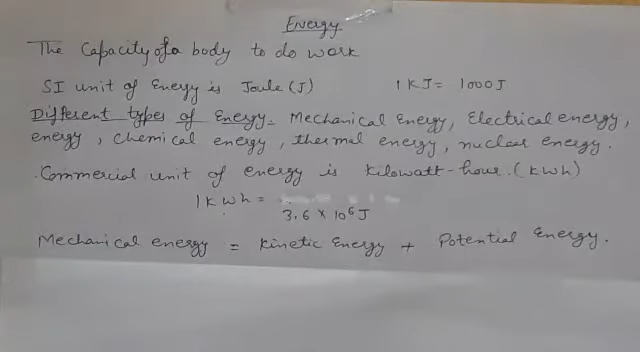 Energy
The Capacity of a body to do work
SI unit of Energy is Joule (J) 1 KJ = 1000J
Different types of Energy - Mechanical Energy, Electrical energy,
energy, chemical energy, thermal energy, nuclear energy.
Commercial unit of energy is kilowatt-hour. (KWh)
1 KWh =
3.6 × 10⁶ J
Mechanical energy = kinetic Energy + Potential Energy.